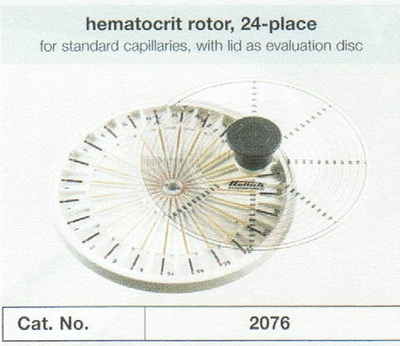 hematocrit rotor, 24-place
for standard capillaries, with lid as evaluation disc
Hettich
Cat. No. 2076